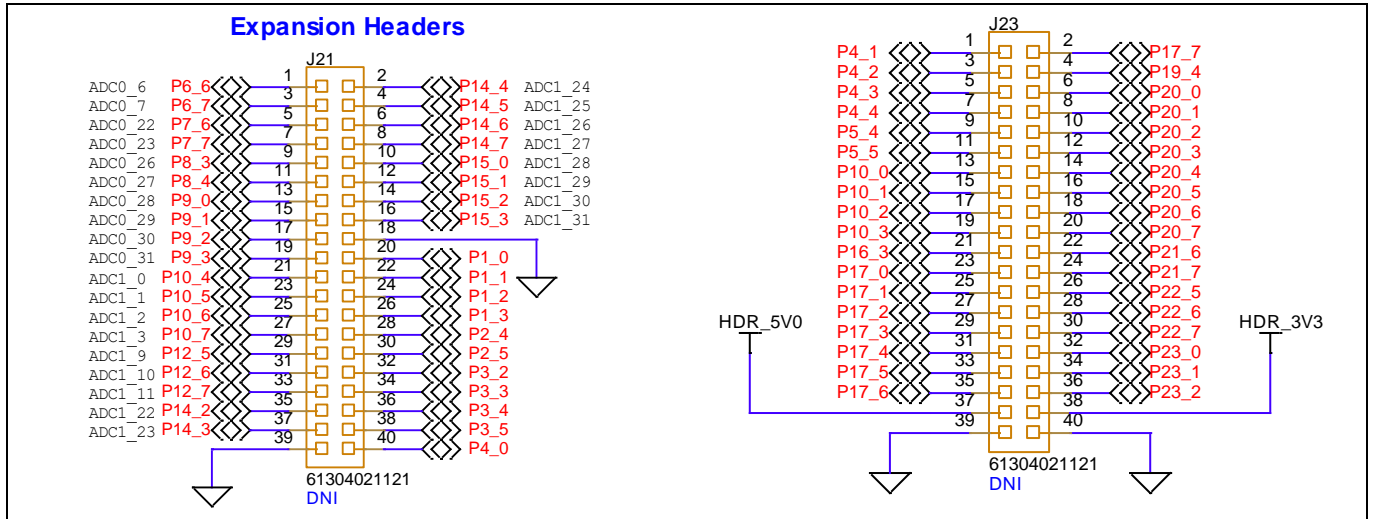 Expansion Headers
J21
ADC0_6 P6_6 1 2 P14_4 ADC1_24
ADC0_7 P6_7 3 4 P14_5 ADC1_25
ADC0_22 P7_6 5 6 P14_6 ADC1_26
ADC0_23 P7_7 7 8 P14_7 ADC1_27
ADC0_26 P8_3 9 10 P15_0 ADC1_28
ADC0_27 P8_4 11 12 P15_1 ADC1_29
ADC0_28 P9_0 13 14 P15_2 ADC1_30
ADC0_29 P9_1 15 16 P15_3 ADC1_31
ADC0_30 P9_2 17 18
ADC0_31 P9_3 19 20 P1_0
ADC1_0 P10_4 21 22 P1_1
ADC1_1 P10_5 23 24 P1_2
ADC1_2 P10_6 25 26 P1_3
ADC1_3 P10_7 27 28 P2_4
ADC1_9 P12_5 29 30 P2_5
ADC1_10 P12_6 31 32 P3_2
ADC1_11 P12_7 33 34 P3_3
ADC1_22 P14_2 35 36 P3_4
ADC1_23 P14_3 37 38 P3_5
39 40 P4_0
61304021121
DNI
J23
P4_1 1 2 P17_7
P4_2 3 4 P19_4
P4_3 5 6 P20_0
P4_4 7 8 P20_1
P5_4 9 10 P20_2
P5_5 11 12 P20_3
P10_0 13 14 P20_4
P10_1 15 16 P20_5
P10_2 17 18 P20_6
P10_3 19 20 P20_7
P16_3 21 22 P21_6
P17_0 23 24 P21_7
P17_1 25 26 P22_5
P17_2 27 28 P22_6
P17_3 29 30 P22_7
P17_4 31 32 P23_0
P17_5 33 34 P23_1
P17_6 35 36 P23_2
HDR_5V0 37 38 HDR_3V3
39 40
61304021121
DNI